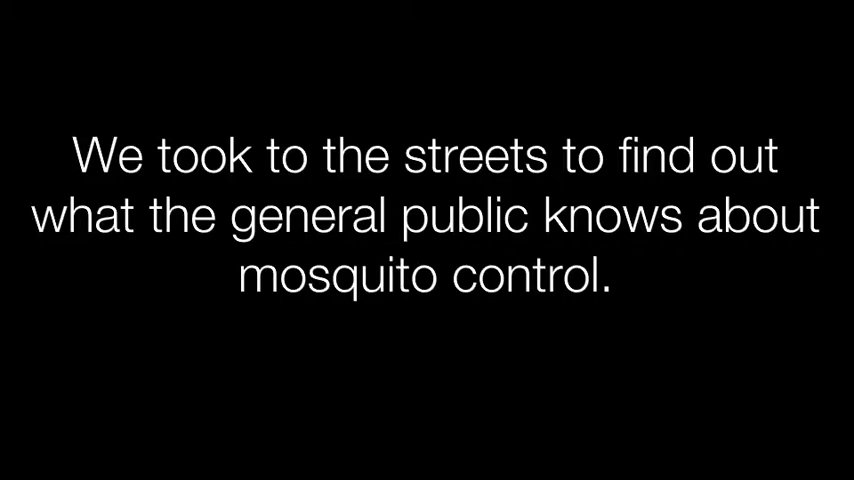 We took to the streets to find out
what the general public knows about
mosquito control.